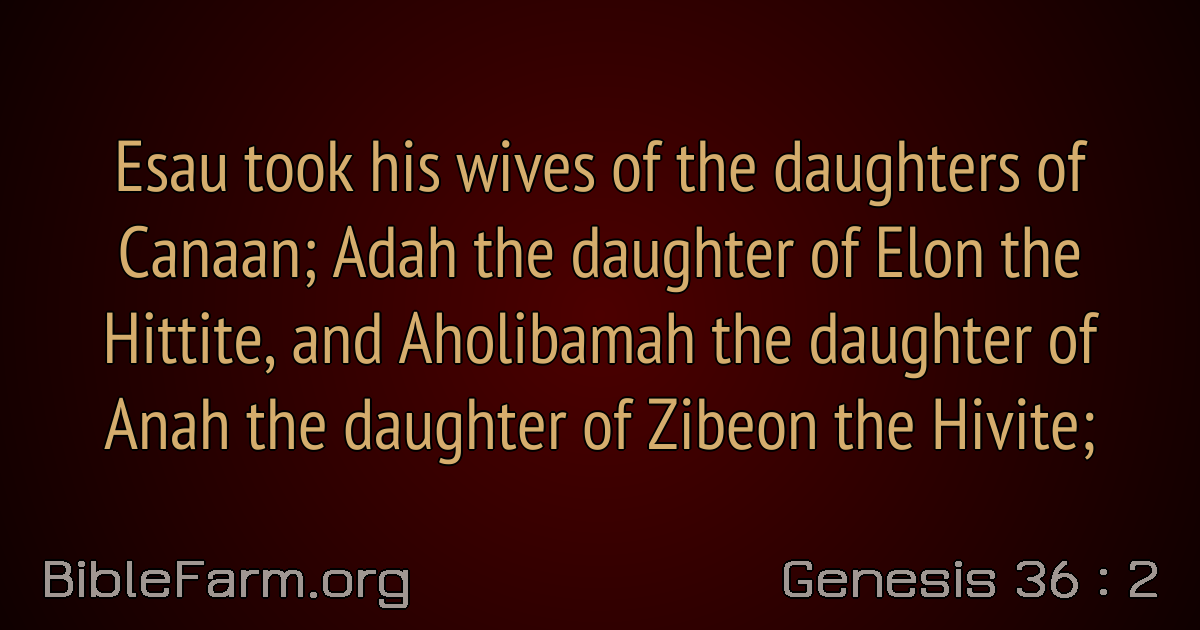 Esau took his wives of the daughters of
Canaan; Adah the daughter of Elon the
Hittite, and Aholibamah the daughter of
Anah the daughter of Zibeon the Hivite;
BibleFarm.org
Genesis 36 : 2